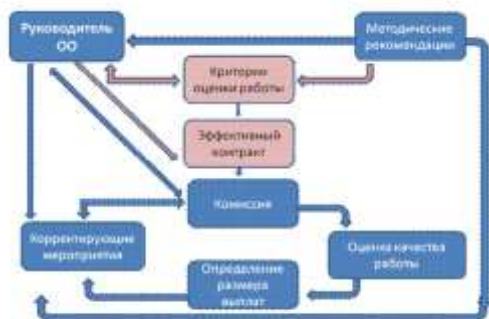 Руководитель
ОО
Методические
рекомендации
Критерии
оценки работы
Эффективный
контракт
Комиссия
Корректирующие
мероприятия
Оценка качества
работы
Определение
размера
выплат